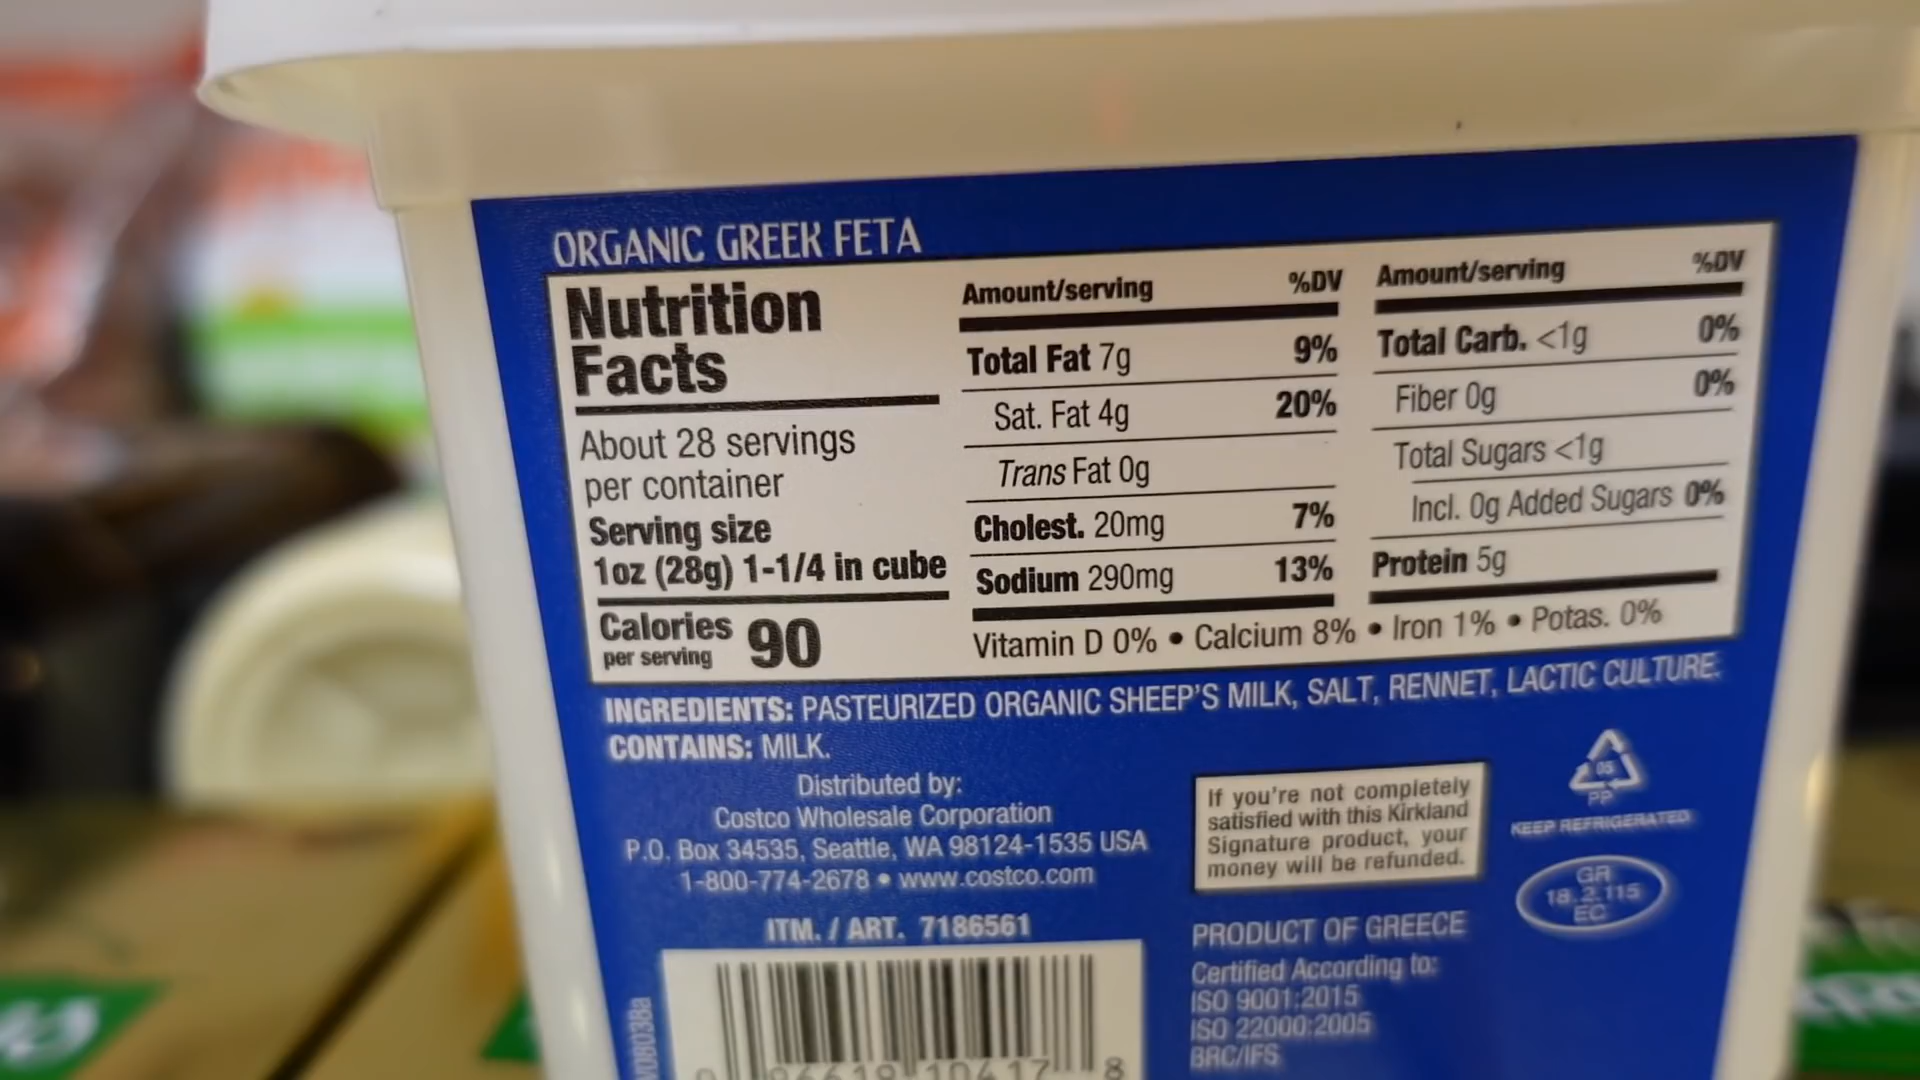 ORGANIC GREEK FETA
Nutrition
Facts
About 28 servings
per container
Serving size
1oz (28g) 1-1/4 in cube
Calories 90
per serving
Amount/serving %DV
Total Fat 7g 9%
Sat. Fat 4g 20%
Trans Fat 0g
Cholest. 20mg 7%
Sodium 290mg 13%
Amount/serving %DV
Total Carb. <1g 0%
Fiber 0g 0%
Total Sugars <1g
Incl. 0g Added Sugars 0%
Protein 5g
Vitamin D 0% • Calcium 8% • Iron 1% • Potas. 0%
INGREDIENTS: PASTEURIZED ORGANIC SHEEP'S MILK, SALT, RENNET, LACTIC CULTURE.
CONTAINS: MILK.
Distributed by:
Costco Wholesale Corporation
P.O. Box 34535, Seattle, WA 98124-1535 USA
1-800-774-2678 • www.costco.com
ITM. / ART. 7186561
If you're not completely
satisfied with this Kirkland
Signature product, your
money will be refunded.
05
PP
KEEP REFRIGERATED
GR
18.2.115
EC
PRODUCT OF GREECE
Certified According to:
ISO 9001:2015
ISO 22000:2005
BRC/IFS